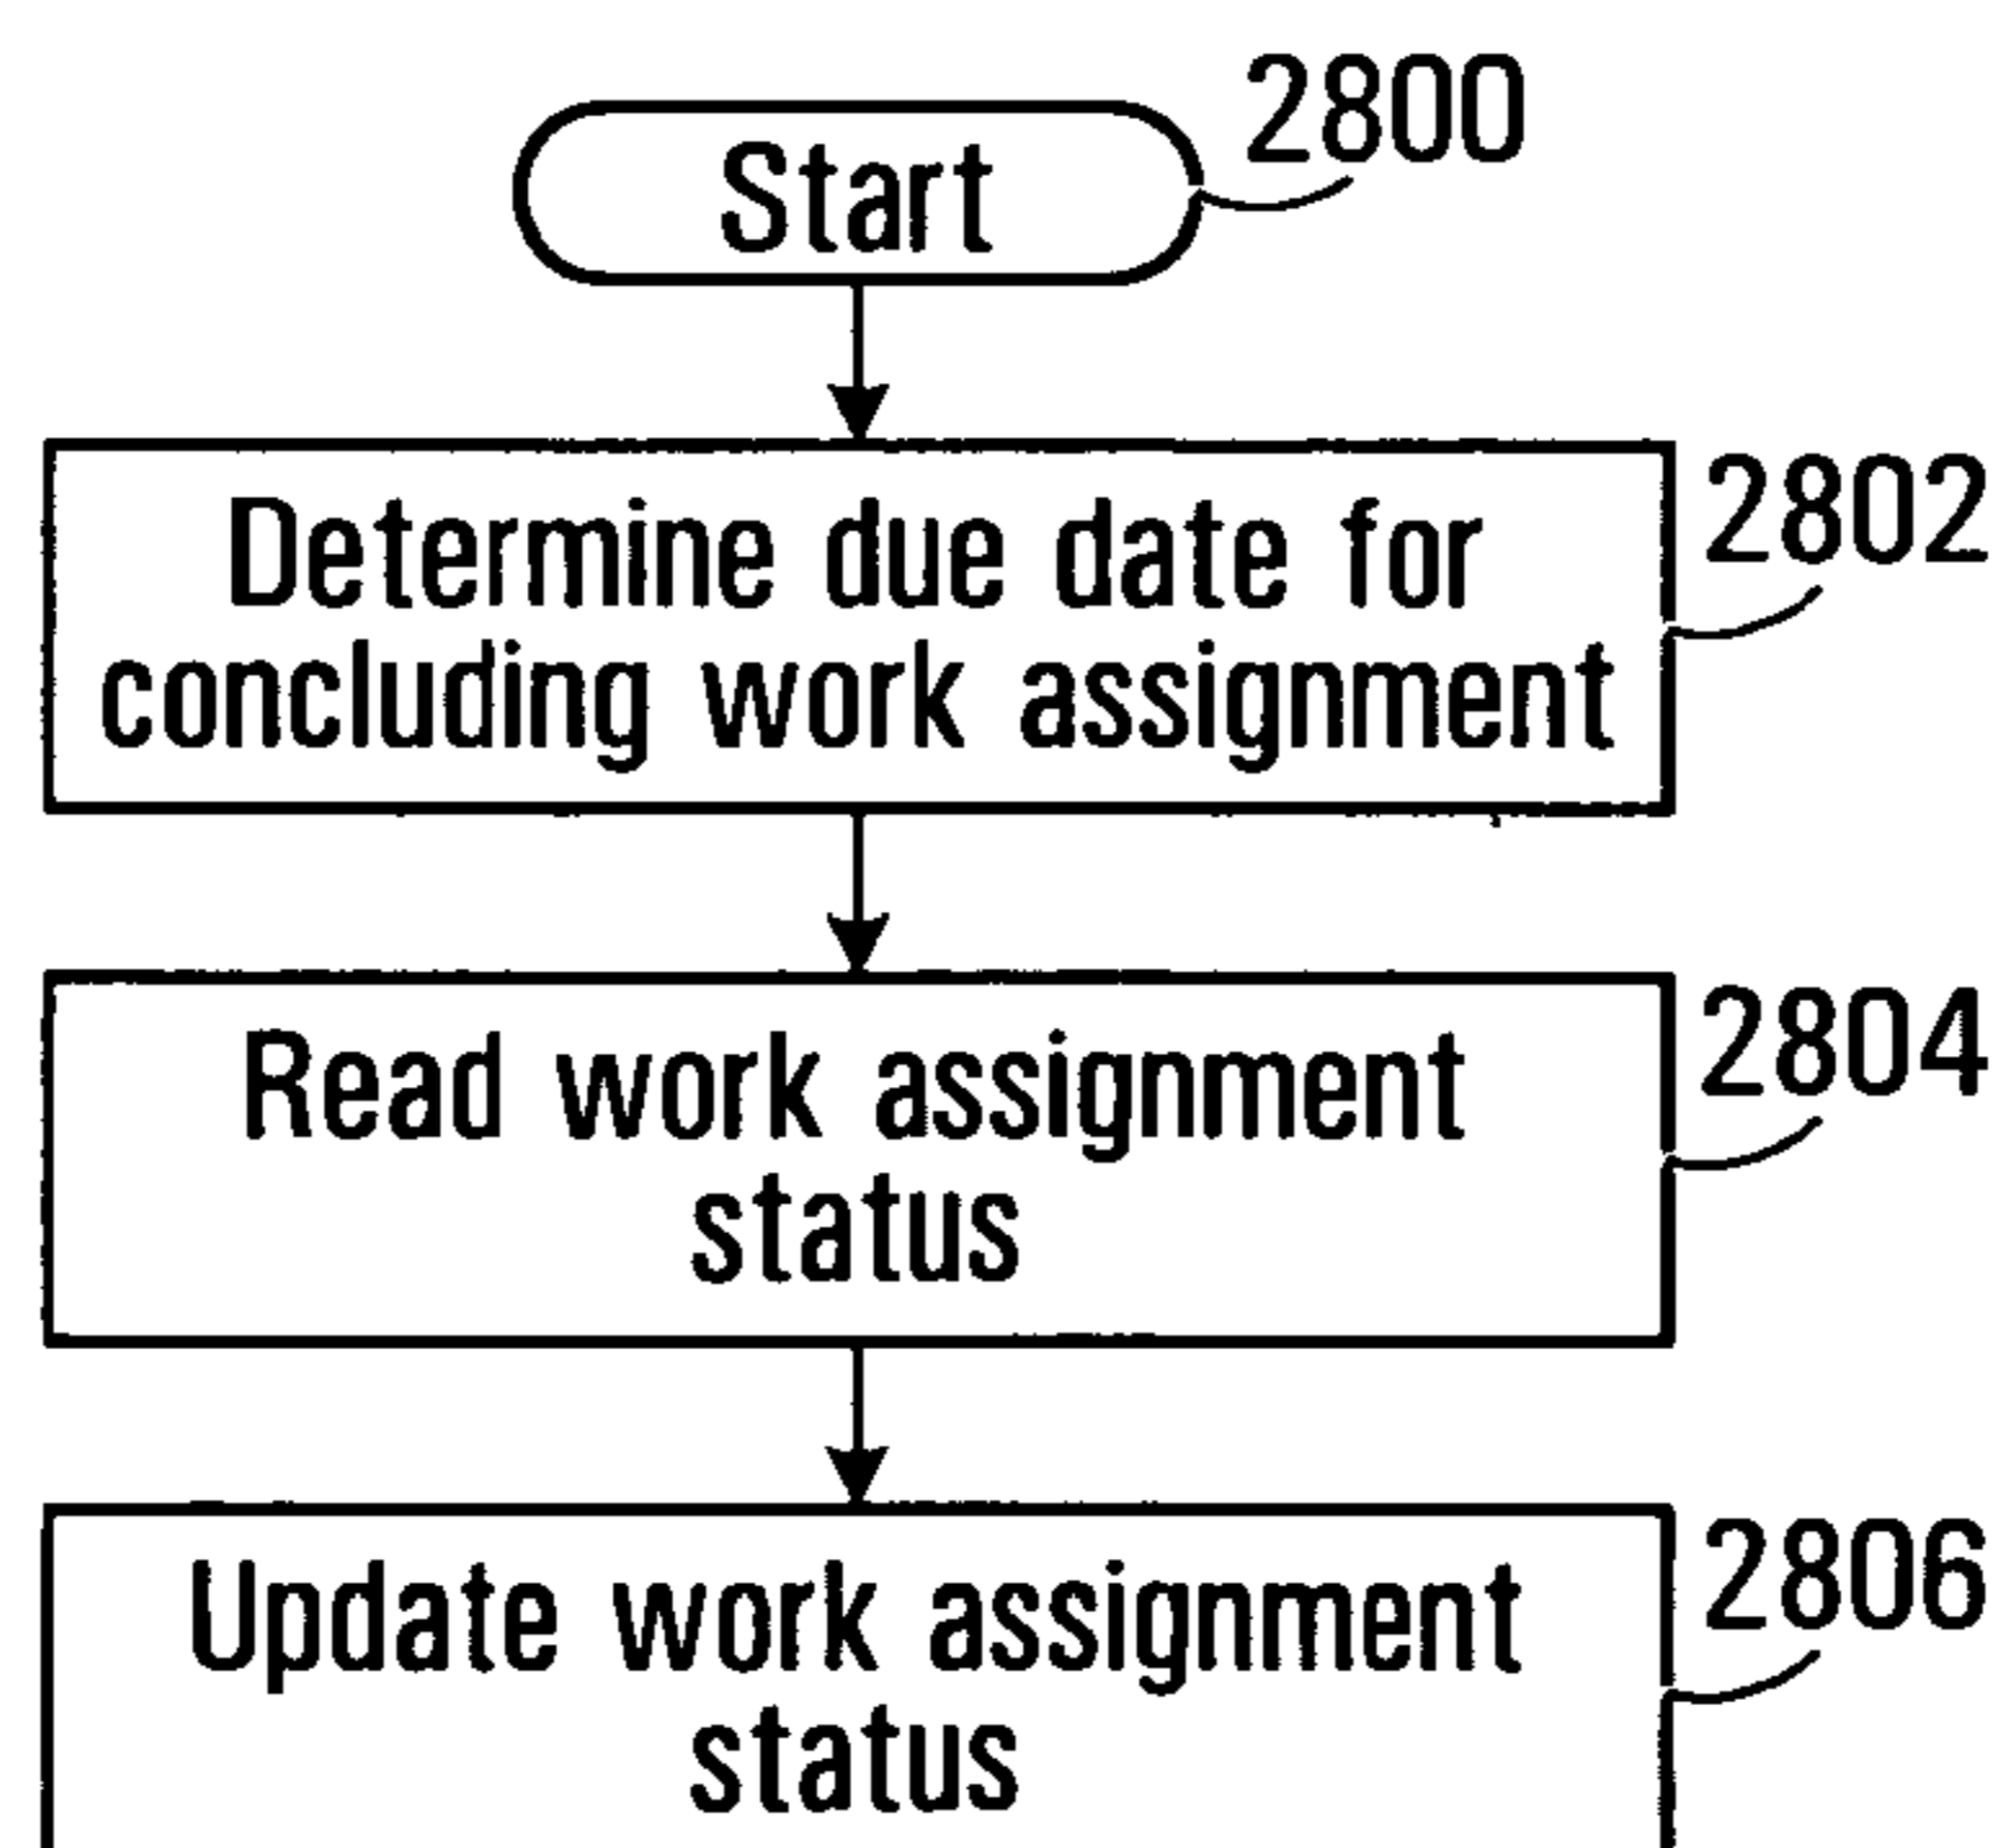 2800
Start
2802
Determine due date for
concluding work assignment
2804
Read work assignment
status
2806
Update work assignment
status